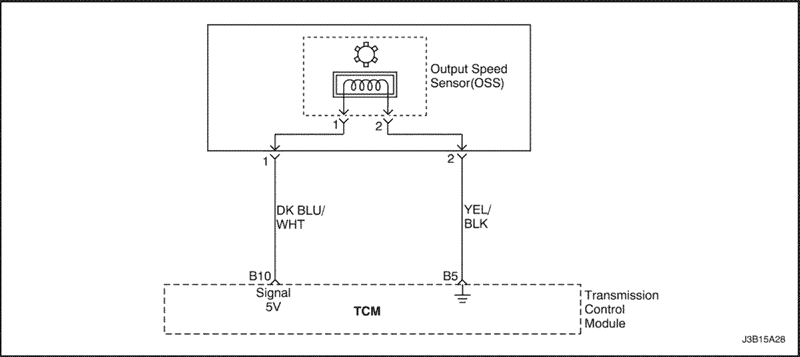 Output Speed
Sensor(OSS)
1 2
1 2
DK BLU/
WHT
YEL/
BLK
B10 B5
Signal
5V
TCM
Transmission
Control
Module
J3B15A28